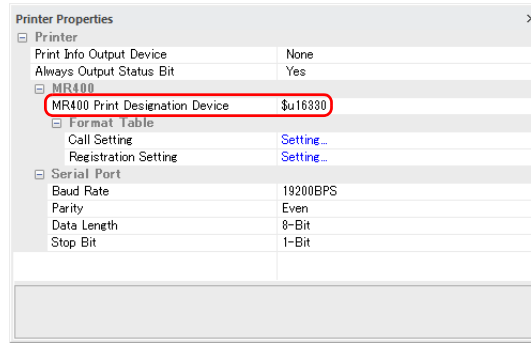 Printer Properties
Printer
Print Info Output Device None
Always Output Status Bit Yes
MR400
MR400 Print Designation Device $u16330
Format Table
Call Setting Setting...
Registration Setting Setting...
Serial Port
Baud Rate 19200BPS
Parity Even
Data Length 8-Bit
Stop Bit 1-Bit